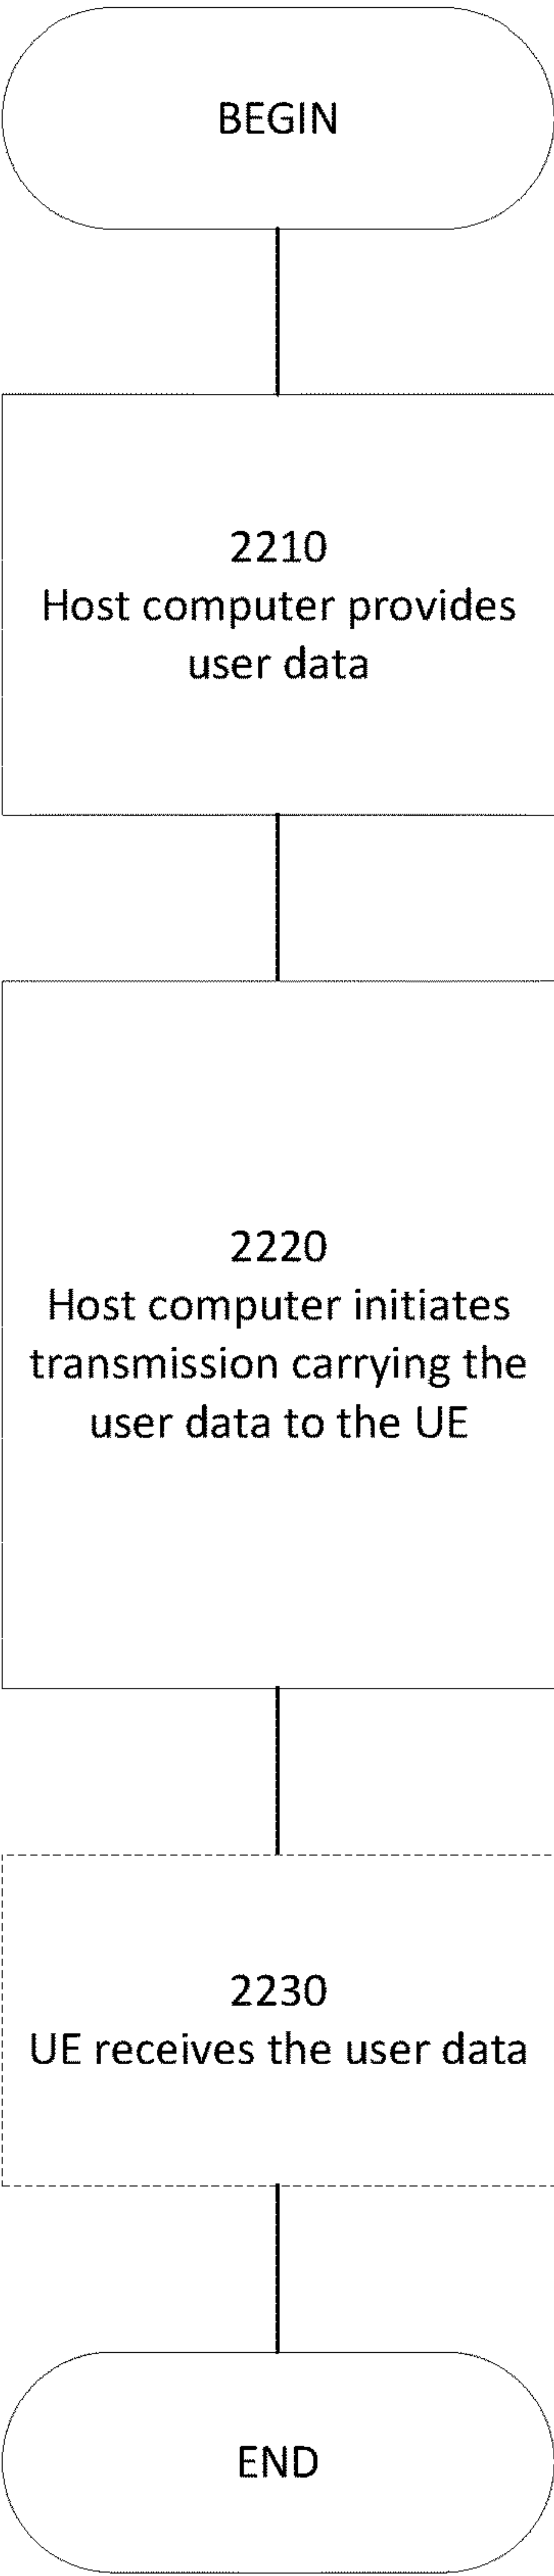 BEGIN
2210
Host computer provides
user data
2220
Host computer initiates
transmission carrying the
user data to the UE
2230
UE receives the user data
END